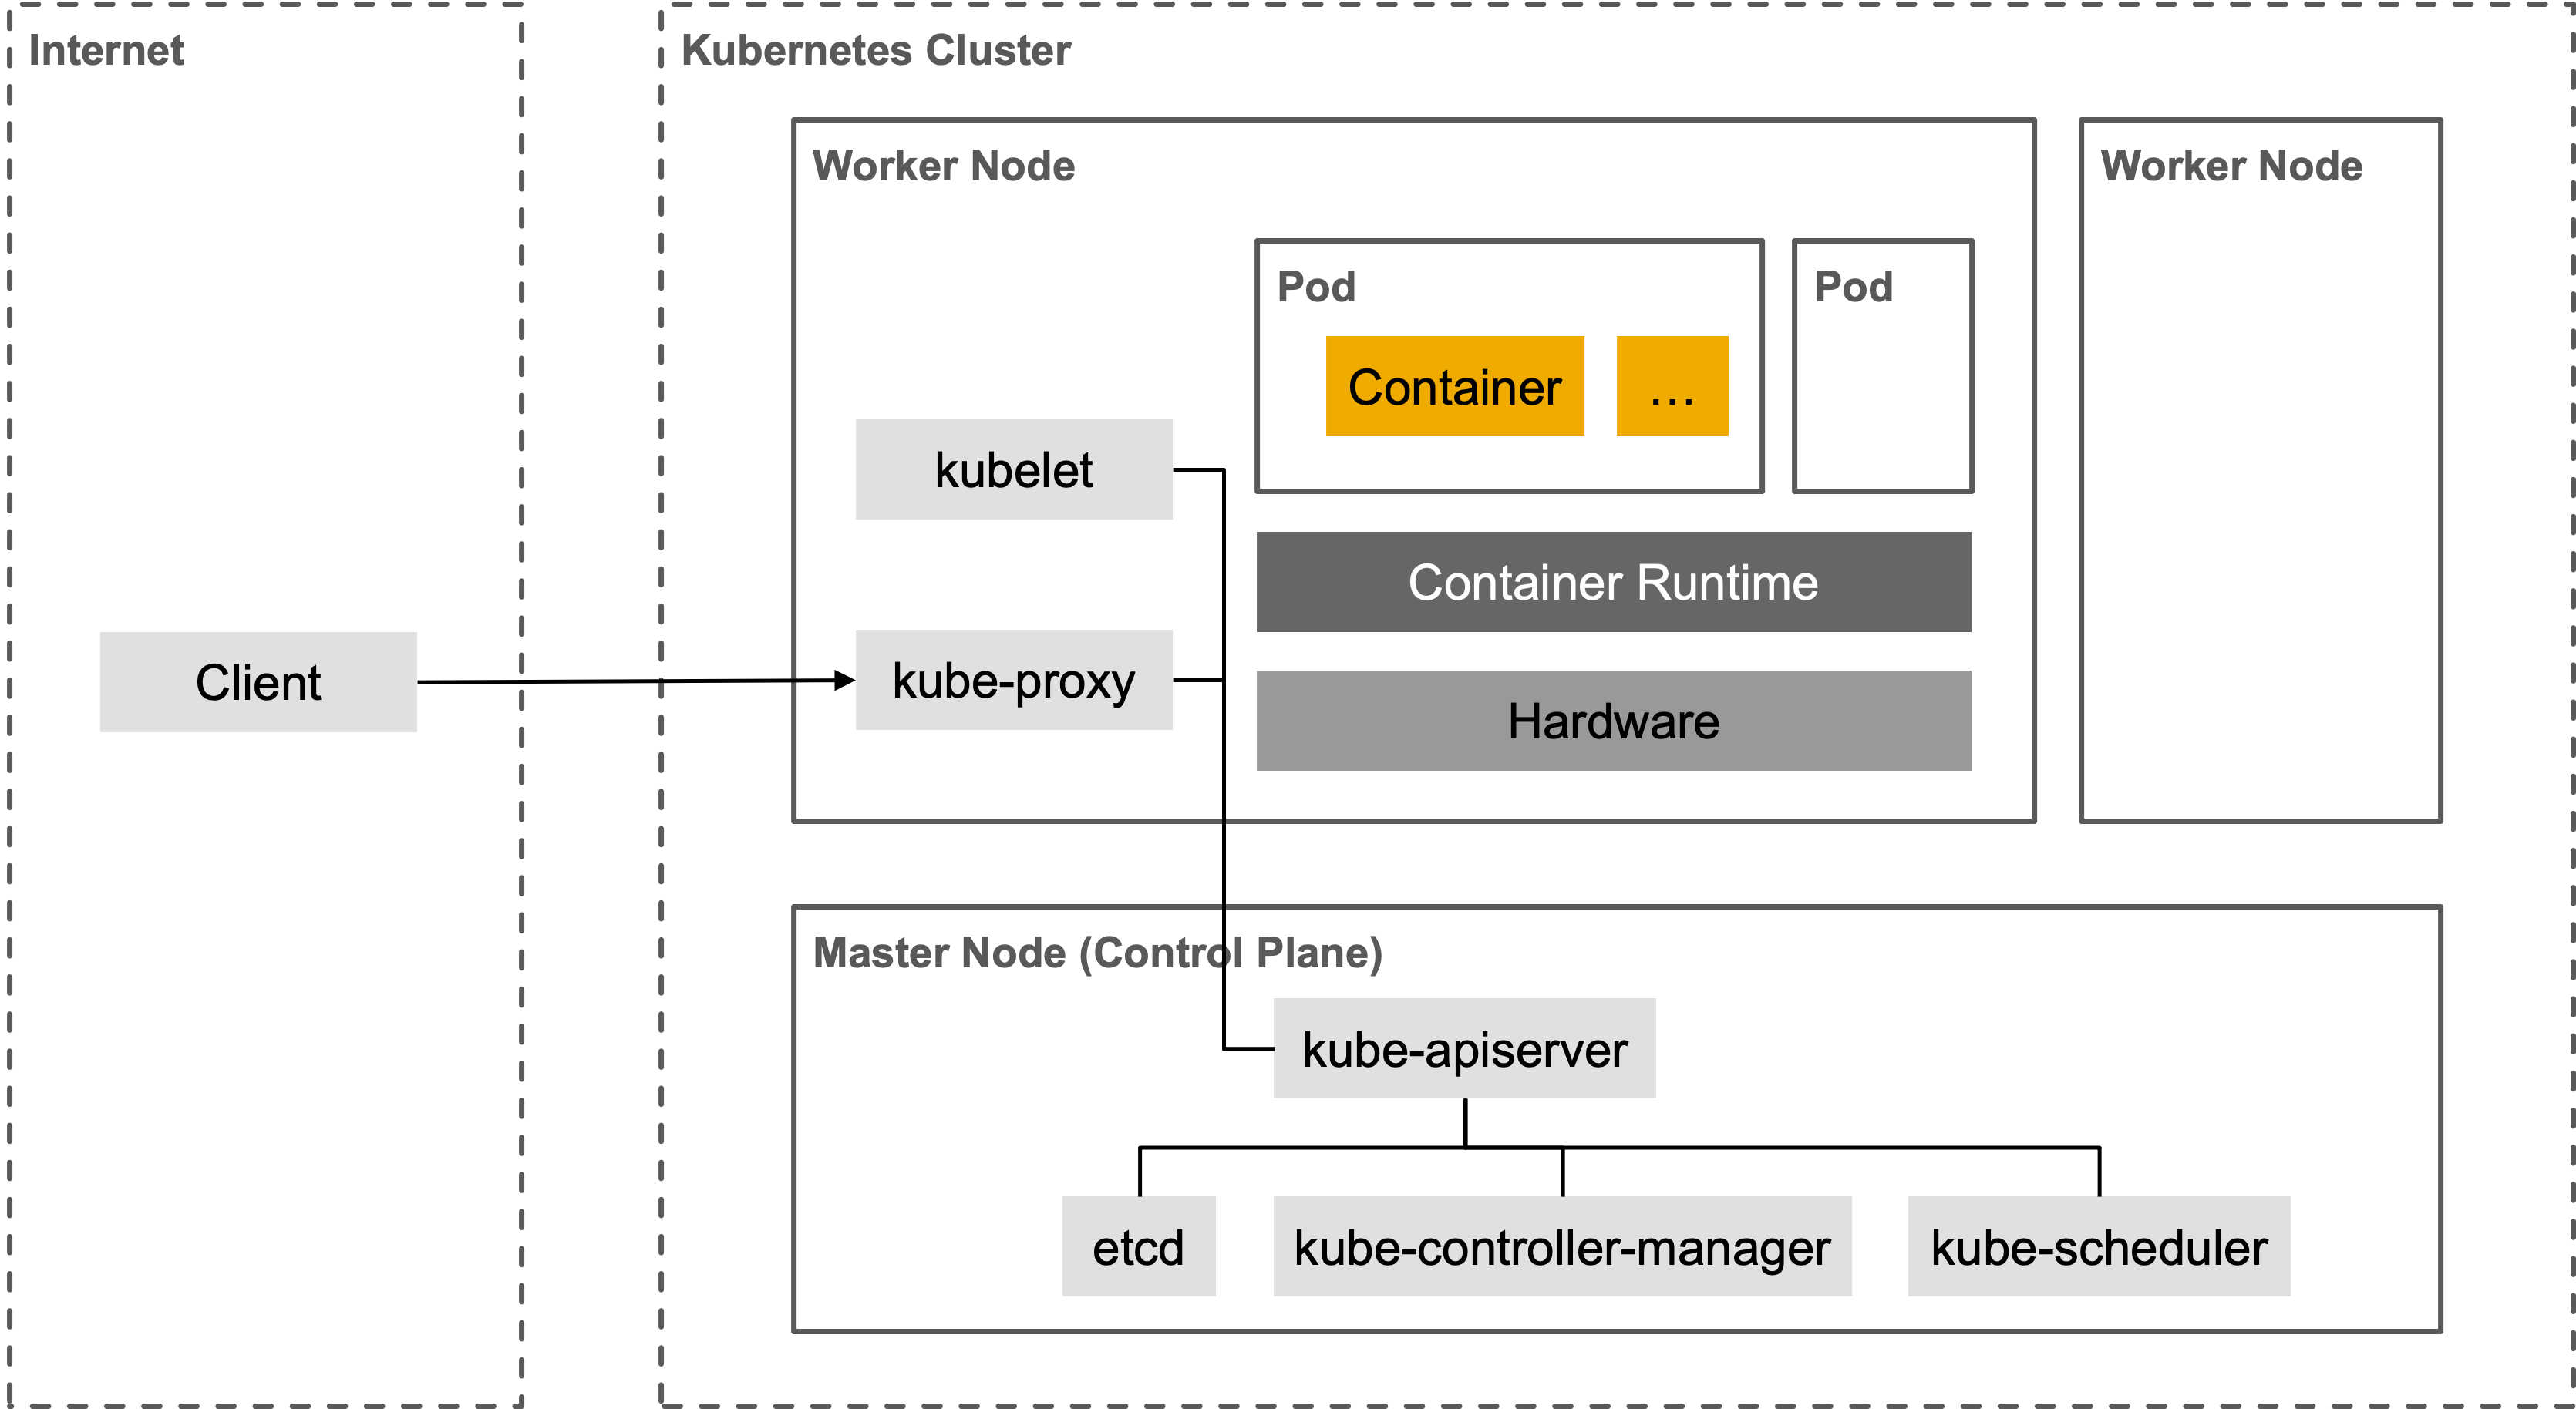 Internet
Kubernetes Cluster
Worker Node
Worker Node
Pod
Pod
Container
...
kubelet
Container Runtime
Client
kube-proxy
Hardware
Master Node (Control Plane)
kube-apiserver
etcd
kube-controller-manager
kube-scheduler